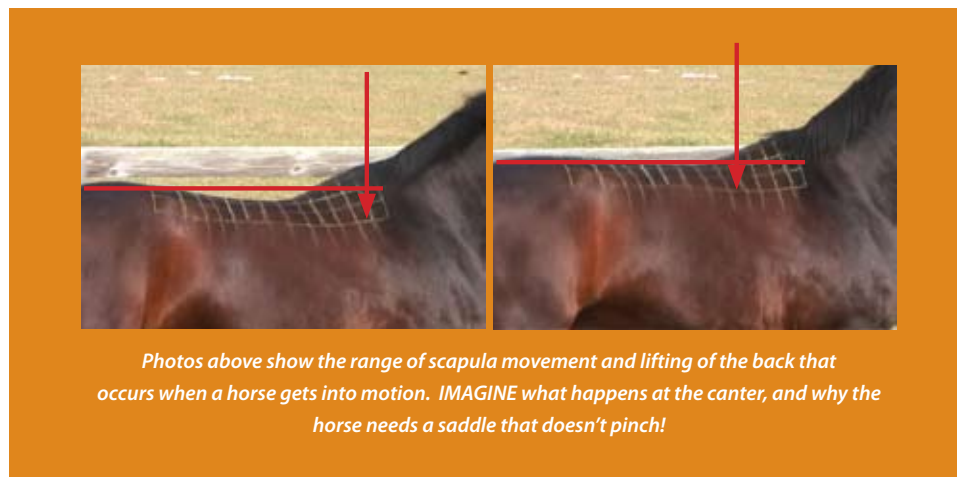 Photos above show the range of scapula movement and lifting of the back that
occurs when a horse gets into motion. IMAGINE what happens at the canter, and why the
horse needs a saddle that doesn’t pinch!